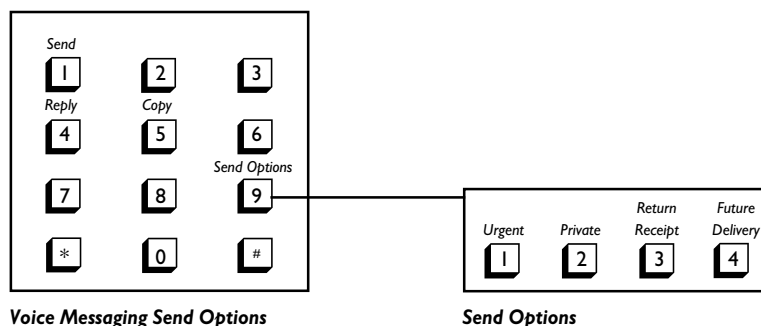 Send
1 2 3
Reply Copy
4 5 6
Send Options
7 8 9
* 0 #
Voice Messaging Send Options
Return Future
Urgent Private Receipt Delivery
1 2 3 4
Send Options